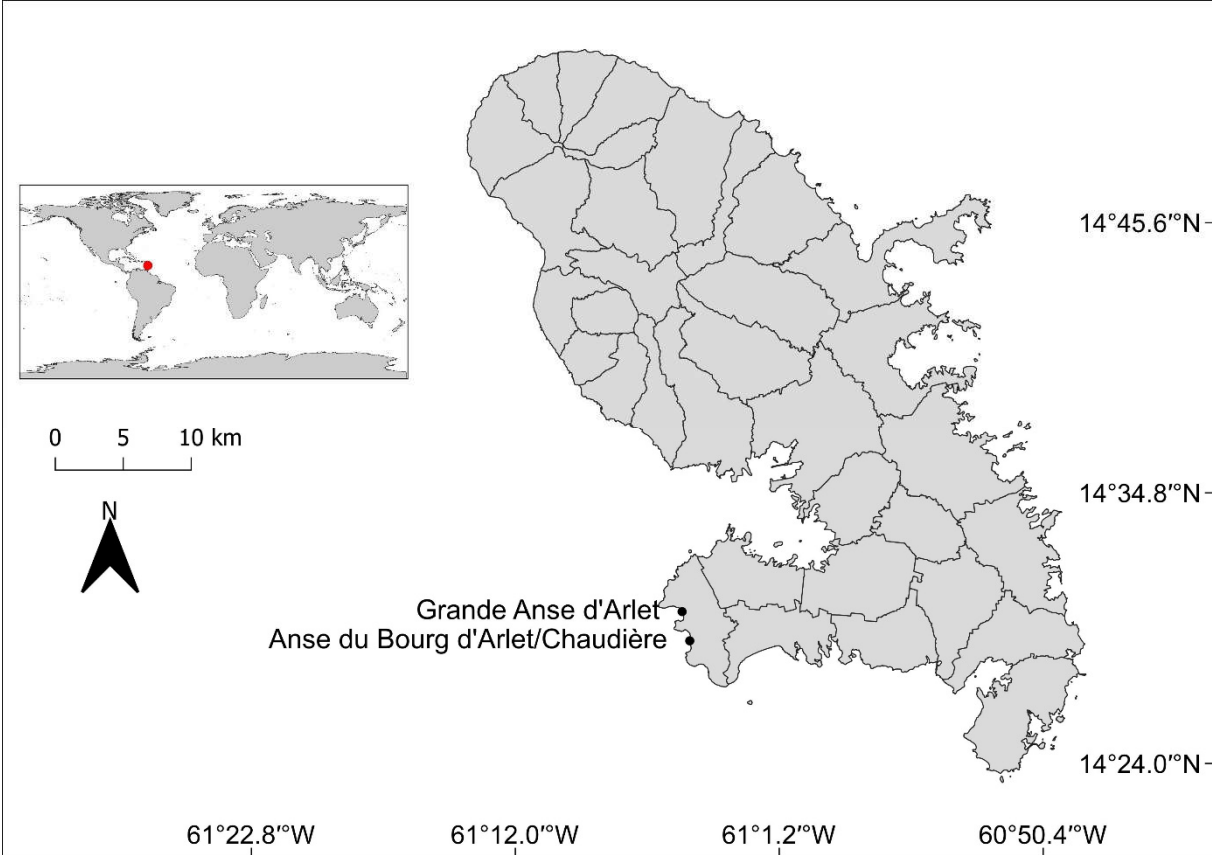 14°45.6'′°N
0 5 10 km
14°34.8'′°N
N
Grande Anse d'Arlet
Anse du Bourg d'Arlet/Chaudière
14°24.0'′°N
61°22.8'′°W 61°12.0'′°W 61°1.2'′°W 60°50.4'′°W